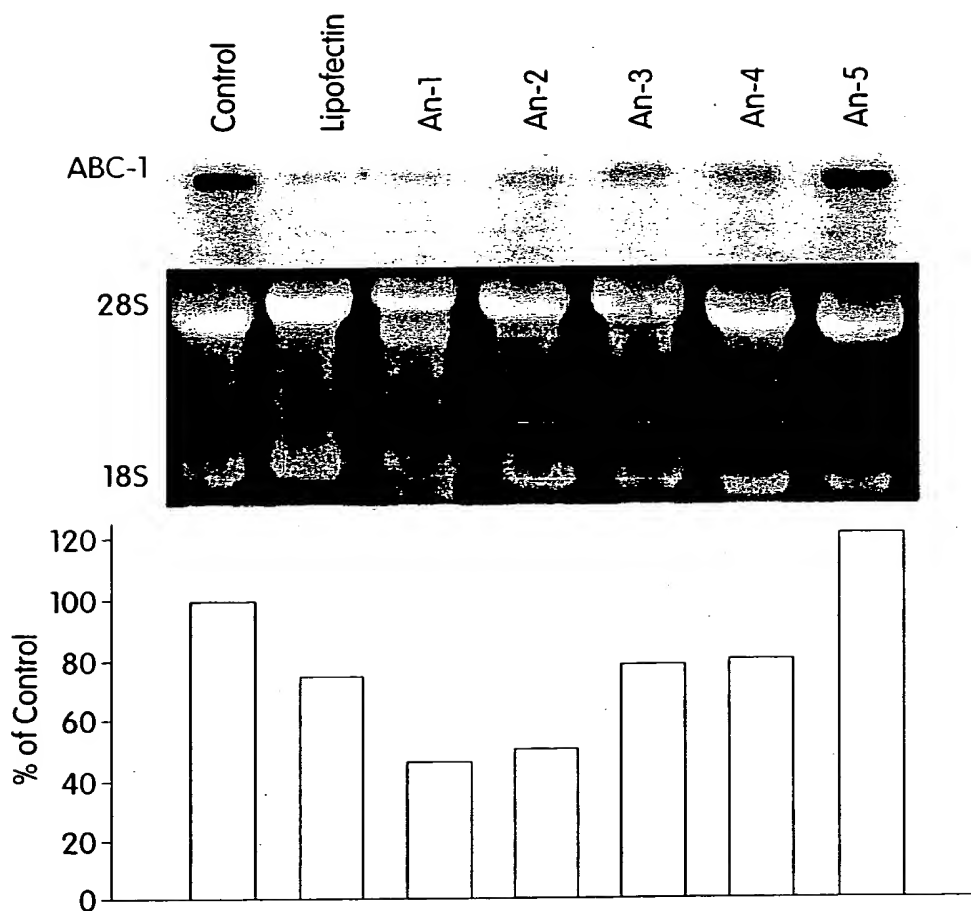 Control
Lipofectin
An-1
An-2
An-3
An-4
An-5
ABC-1
28S
18S
120
100
80
60
40
20
0
% of Control